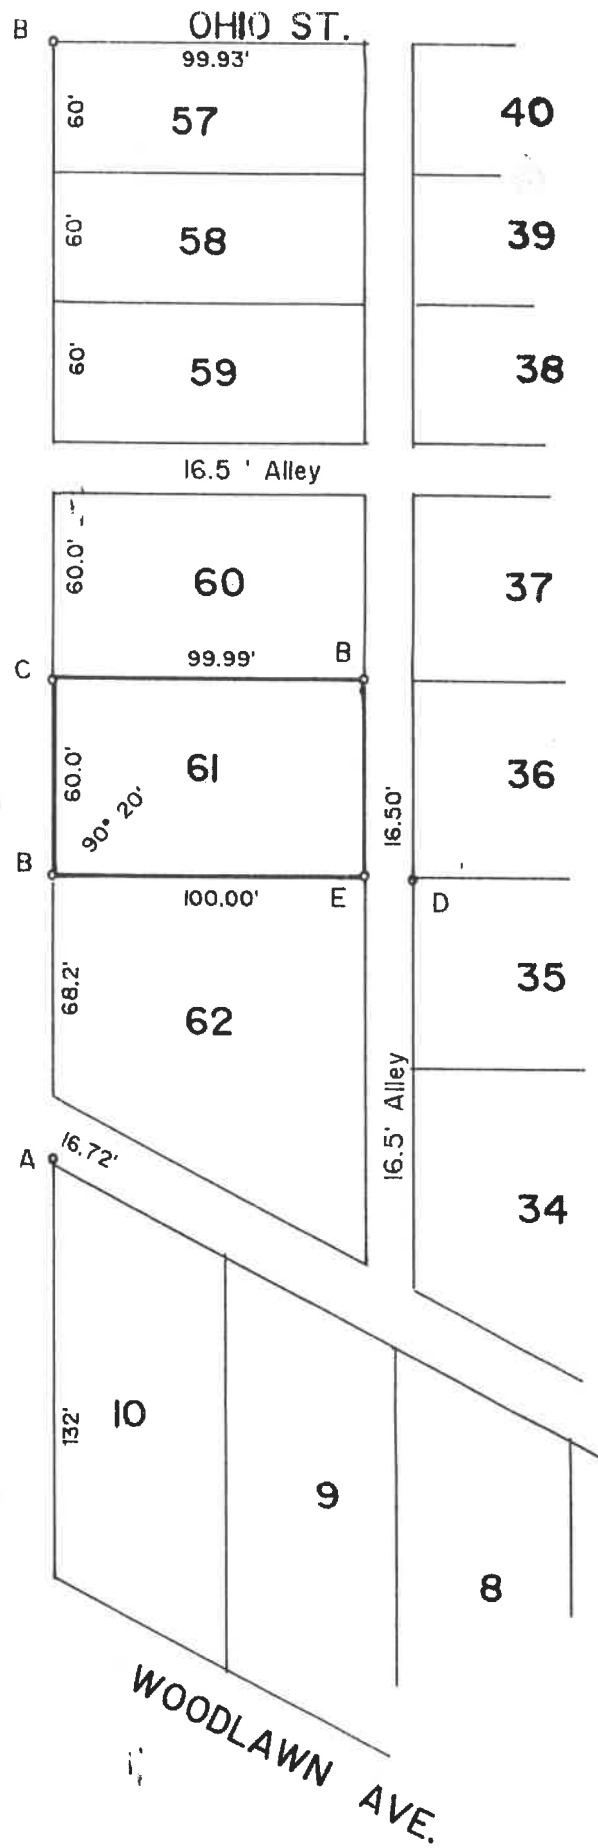 B
OHIO ST.
99.93'
60'
57
40
60'
58
39
60'
59
38
16.5 ' Alley
60.0'
60
37
C
99.99'
B
60.0'
61
36
90° 20'
16.50'
B
100.00'
E
D
68.2'
62
35
16.5' Alley
A
16.72'
34
132'
10
9
8
WOODLAWN AVE.